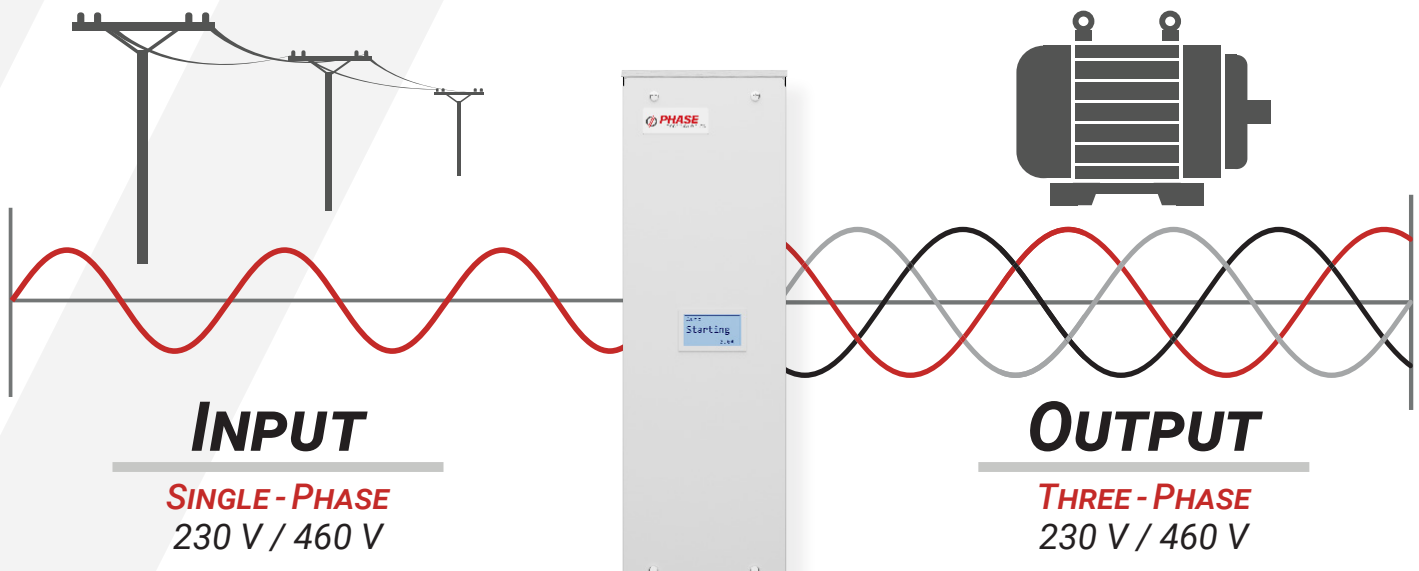 PHASE
Starting
INPUT
SINGLE - PHASE
230 V / 460 V
OUTPUT
THREE - PHASE
230 V / 460 V